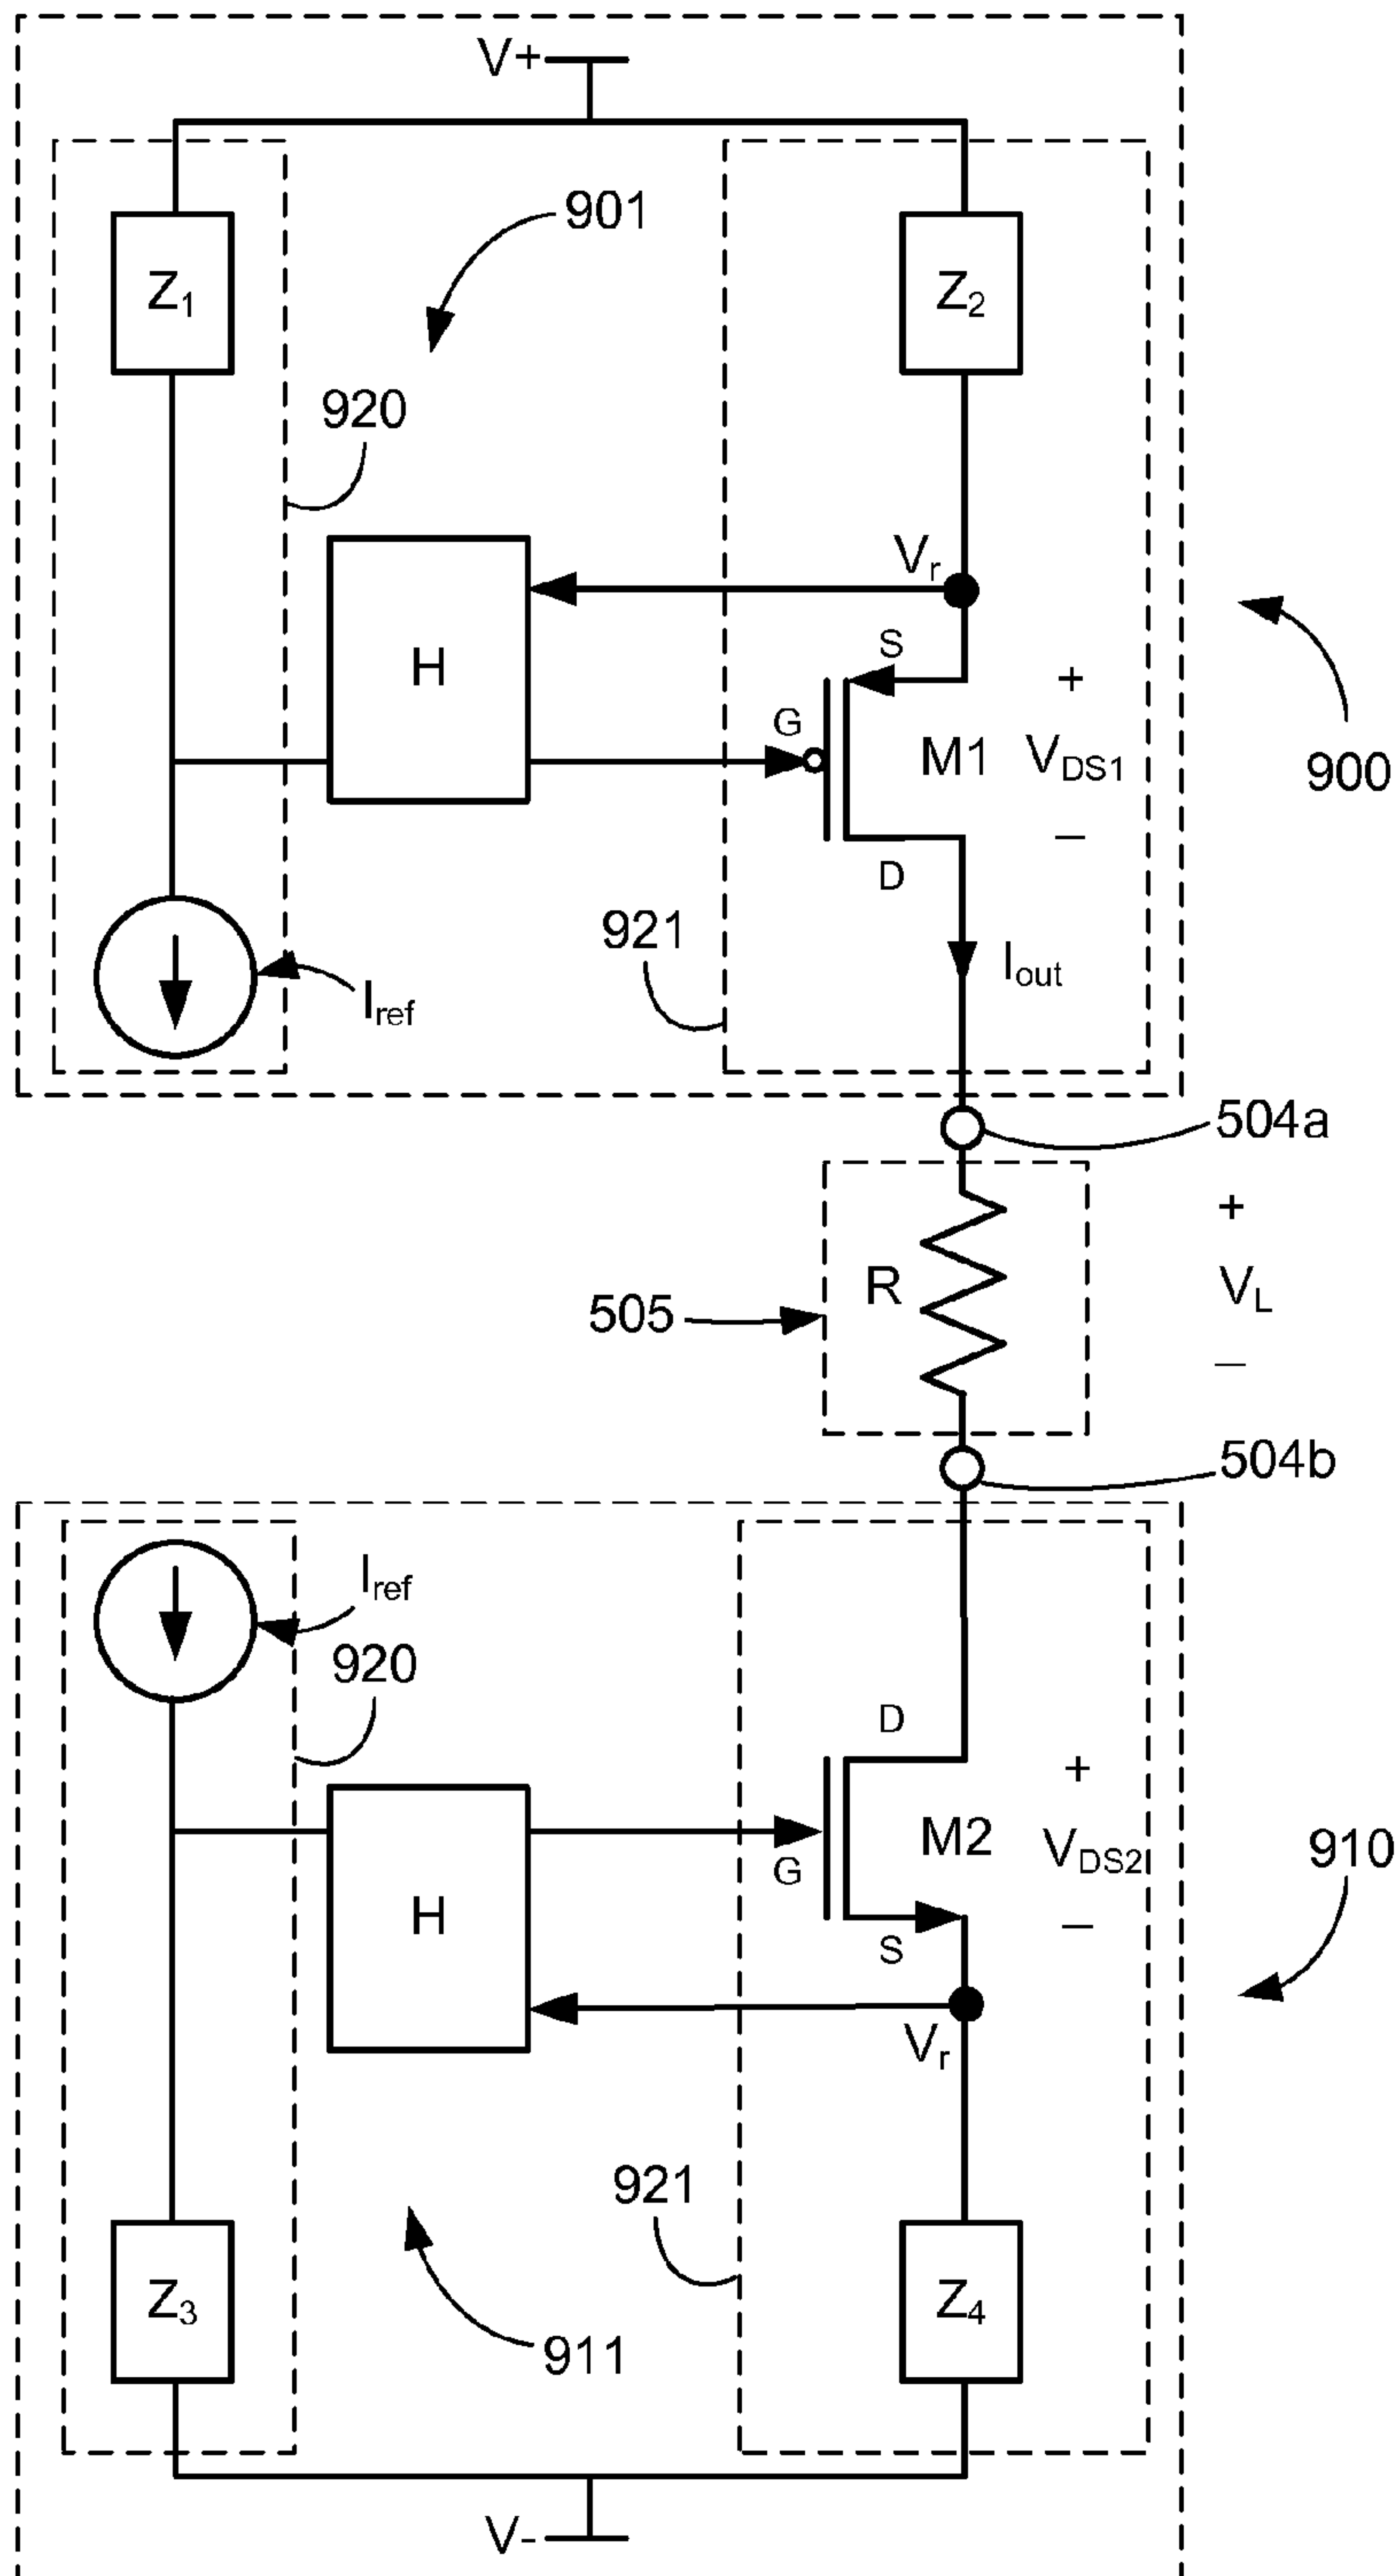 V+
901
Z1
Z2
920
Vr
H
S
+
G
M1
VDS1
900
–
D
921
Iout
Iref
504a
+
R
VL
505
–
504b
Iref
920
D
+
H
M2
VDS2
910
G
–
S
Vr
921
Z3
Z4
911
V-